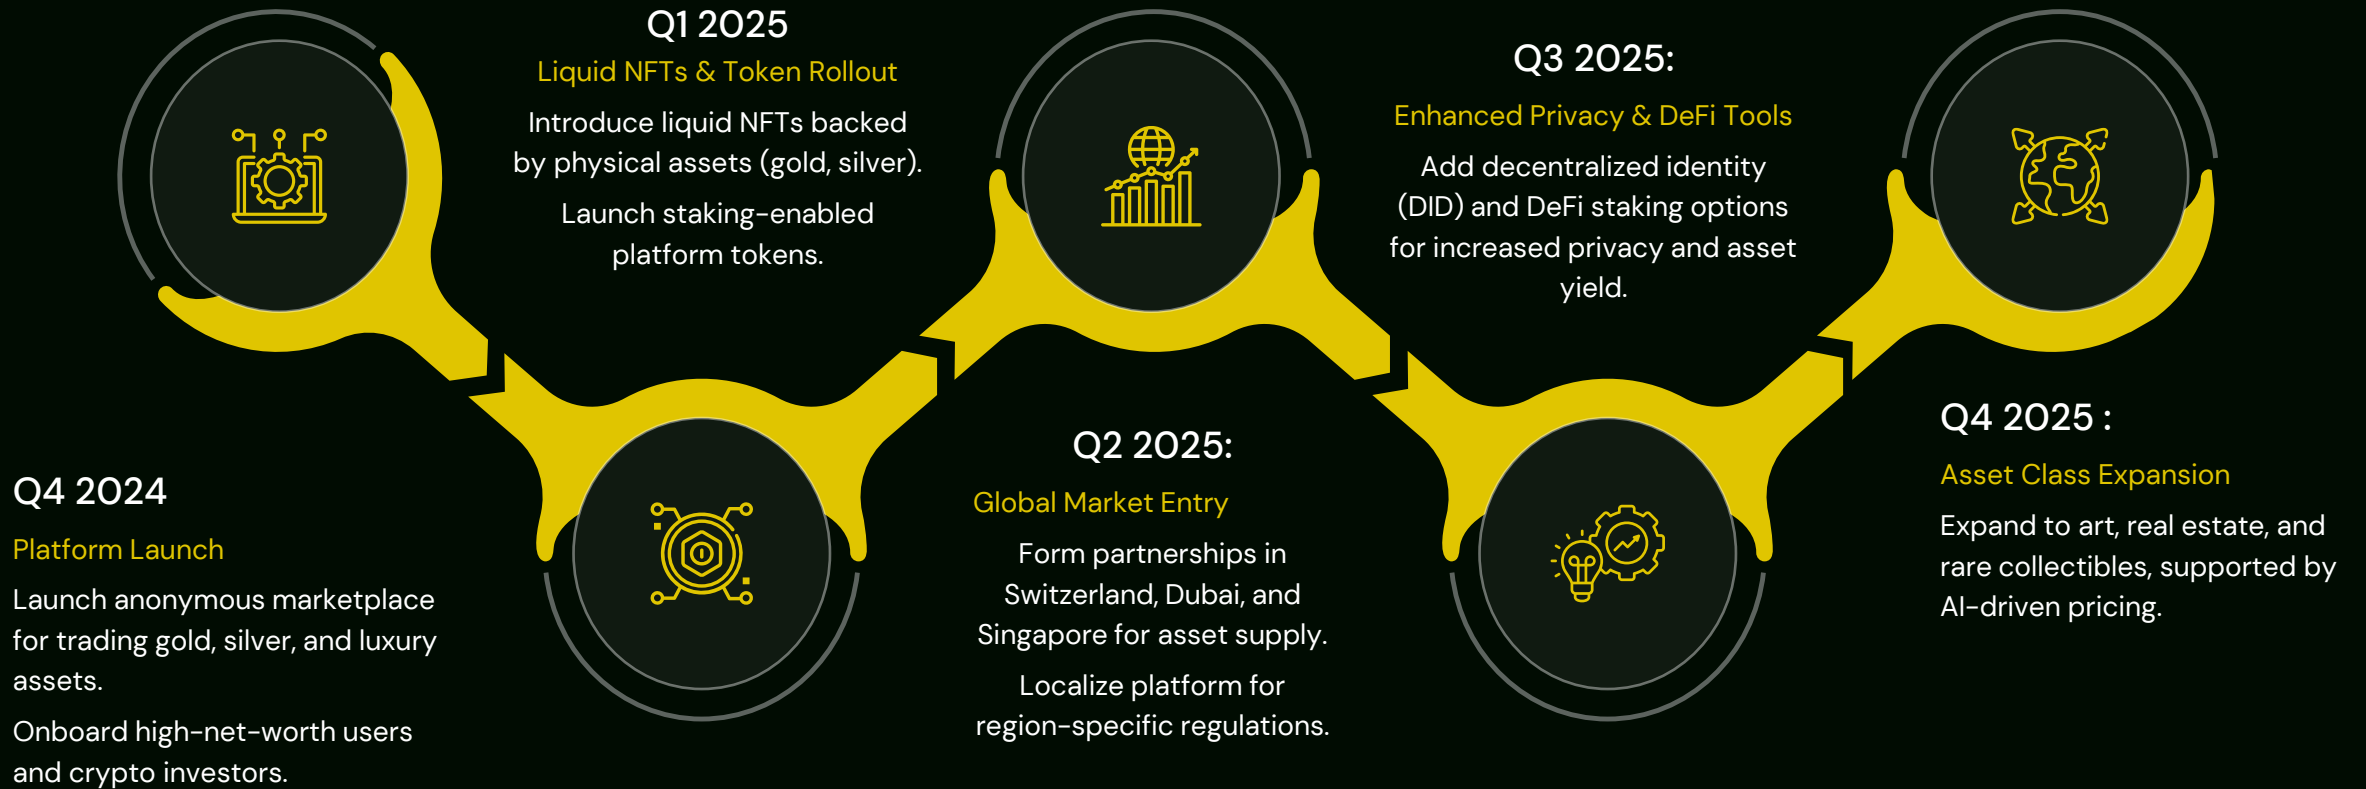 Q4 2024
Platform Launch
Launch anonymous marketplace
for trading gold, silver, and luxury
assets.
Onboard high-net-worth users
and crypto investors.
Q1 2025
Liquid NFTs & Token Rollout
Introduce liquid NFTs backed
by physical assets (gold, silver).
Launch staking-enabled
platform tokens.
Q2 2025:
Global Market Entry
Form partnerships in
Switzerland, Dubai, and
Singapore for asset supply.
Localize platform for
region-specific regulations.
Q3 2025:
Enhanced Privacy & DeFi Tools
Add decentralized identity
(DID) and DeFi staking options
for increased privacy and asset
yield.
Q4 2025 :
Asset Class Expansion
Expand to art, real estate, and
rare collectibles, supported by
AI-driven pricing.